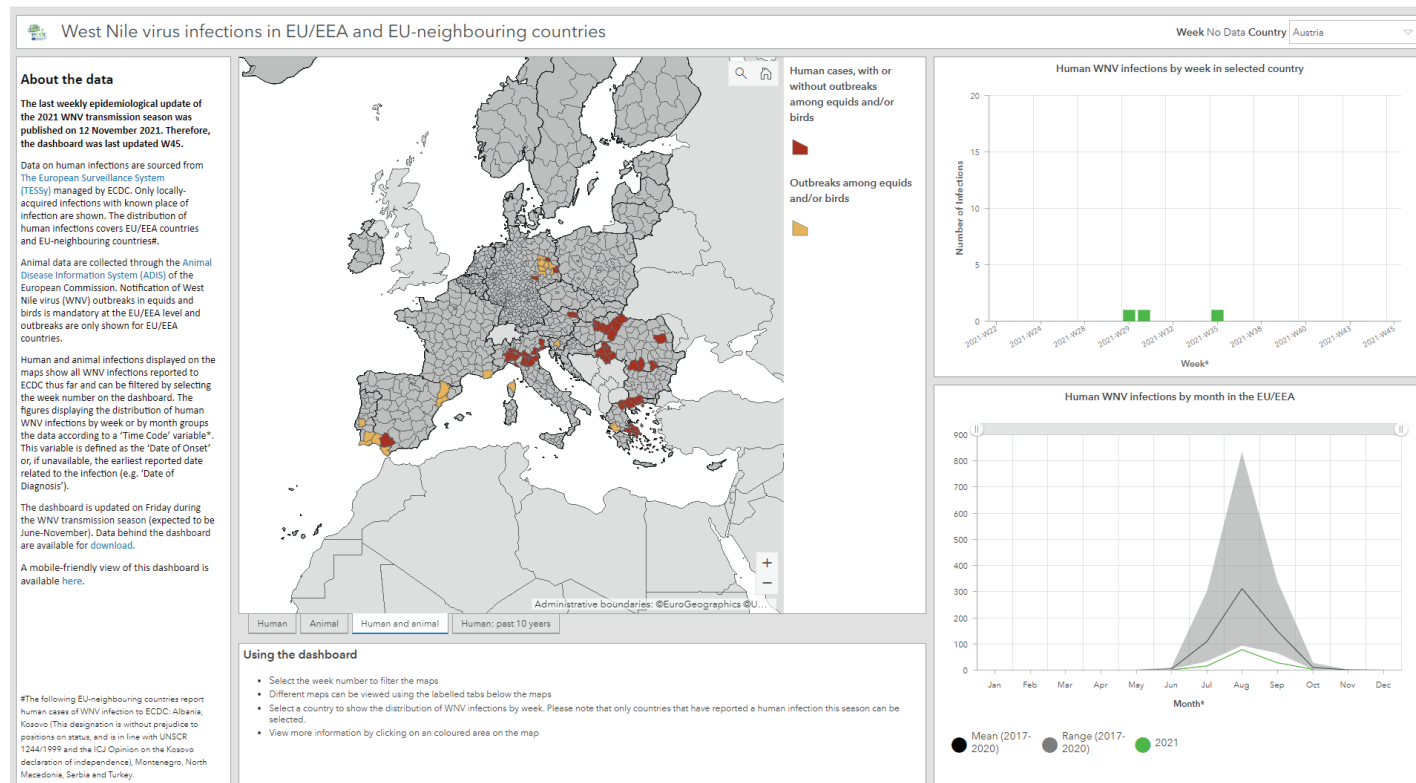 West Nile virus infections in EU/EEA and EU-neighbouring countries
Week No Data Country Austria
About the data
The last weekly epidemiological update of
the 2021 WNV transmission season was
published on 12 November 2021. Therefore,
the dashboard was last updated W45.
Data on human infections are sourced from
The European Surveillance System
(TESSy) managed by ECDC. Only locally-
acquired infections with known place of
infection are shown. The distribution of
human infections covers EU/EEA countries
and EU-neighbouring countries#.
Animal data are collected through the Animal
Disease Information System (ADIS) of the
European Commission. Notification of West
Nile virus (WNV) outbreaks in equids and
birds is mandatory at the EU/EEA level and
outbreaks are only shown for EU/EEA
countries.
Human and animal infections displayed on the
maps show all WNV infections reported to
ECDC thus far and can be filtered by selecting
the week number on the dashboard. The
figures displaying the distribution of human
WNV infections by week or by month groups
the data according to a 'Time Code' variable*.
This variable is defined as the 'Date of Onset'
or, if unavailable, the earliest reported date
related to the infection (e.g. 'Date of
Diagnosis').
The dashboard is updated on Friday during
the WNV transmission season (expected to be
June-November). Data behind the dashboard
are available for download.
A mobile-friendly view of this dashboard is
available here.
#The following EU-neighbouring countries report
human cases of WNV infection to ECDC: Albania,
Kosovo (This designation is without prejudice to
positions on status, and is in line with UNSCR
1244/1999 and the ICJ Opinion on the Kosovo
declaration of independence), Montenegro, North
Macedonia, Serbia and Turkey.
Human cases, with or
without outbreaks
among equids and/or
birds
Outbreaks among equids
and/or birds
+
−
Administrative boundaries: ©EuroGeographics ©U...
Human
Animal
Human and animal
Human: past 10 years
Using the dashboard
• Select the week number to filter the maps
• Different maps can be viewed using the labelled tabs below the maps
• Select a country to show the distribution of WNV infections by week. Please note that only countries that have reported a human infection this season can be
selected.
• View more information by clicking on an coloured area on the map
Human WNV infections by week in selected country
Number of Infections
20
15
10
5
0
2021-W22
2021-W24
2021-W28
2021-W29
2021-W32
2021-W35
2021-W38
2021-W40
2021-W43
2021-W45
Week*
Human WNV infections by month in the EU/EEA
900
800
700
600
500
400
300
200
100
0
Jan Feb Mar Apr May Jun Jul Aug Sep Oct Nov Dec
Month*
Mean (2017-
2020)
Range (2017-
2020)
2021